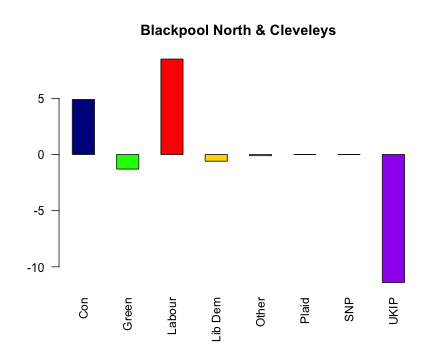 Blackpool North & Cleveleys
5
0
-5
-10
Con
Green
Labour
Lib Dem
Other
Plaid
SNP
UKIP